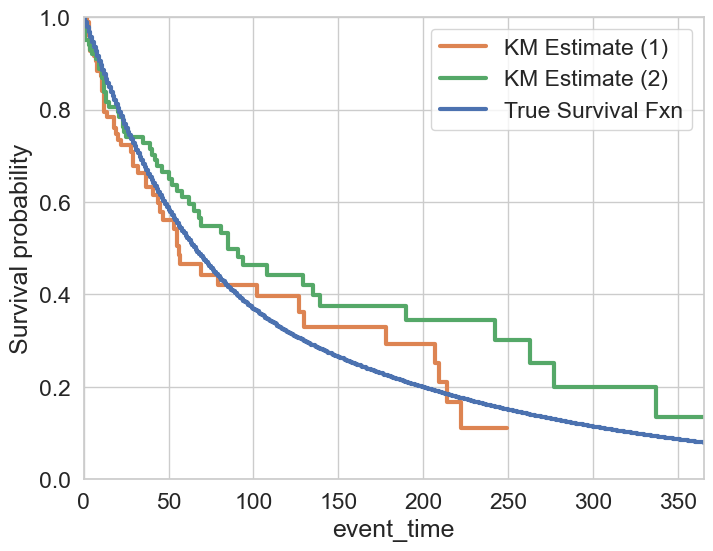 1.0
0.8
0.6
0.4
0.2
0.0
Survival probability
KM Estimate (1)
KM Estimate (2)
True Survival Fxn
0 50 100 150 200 250 300 350
event_time